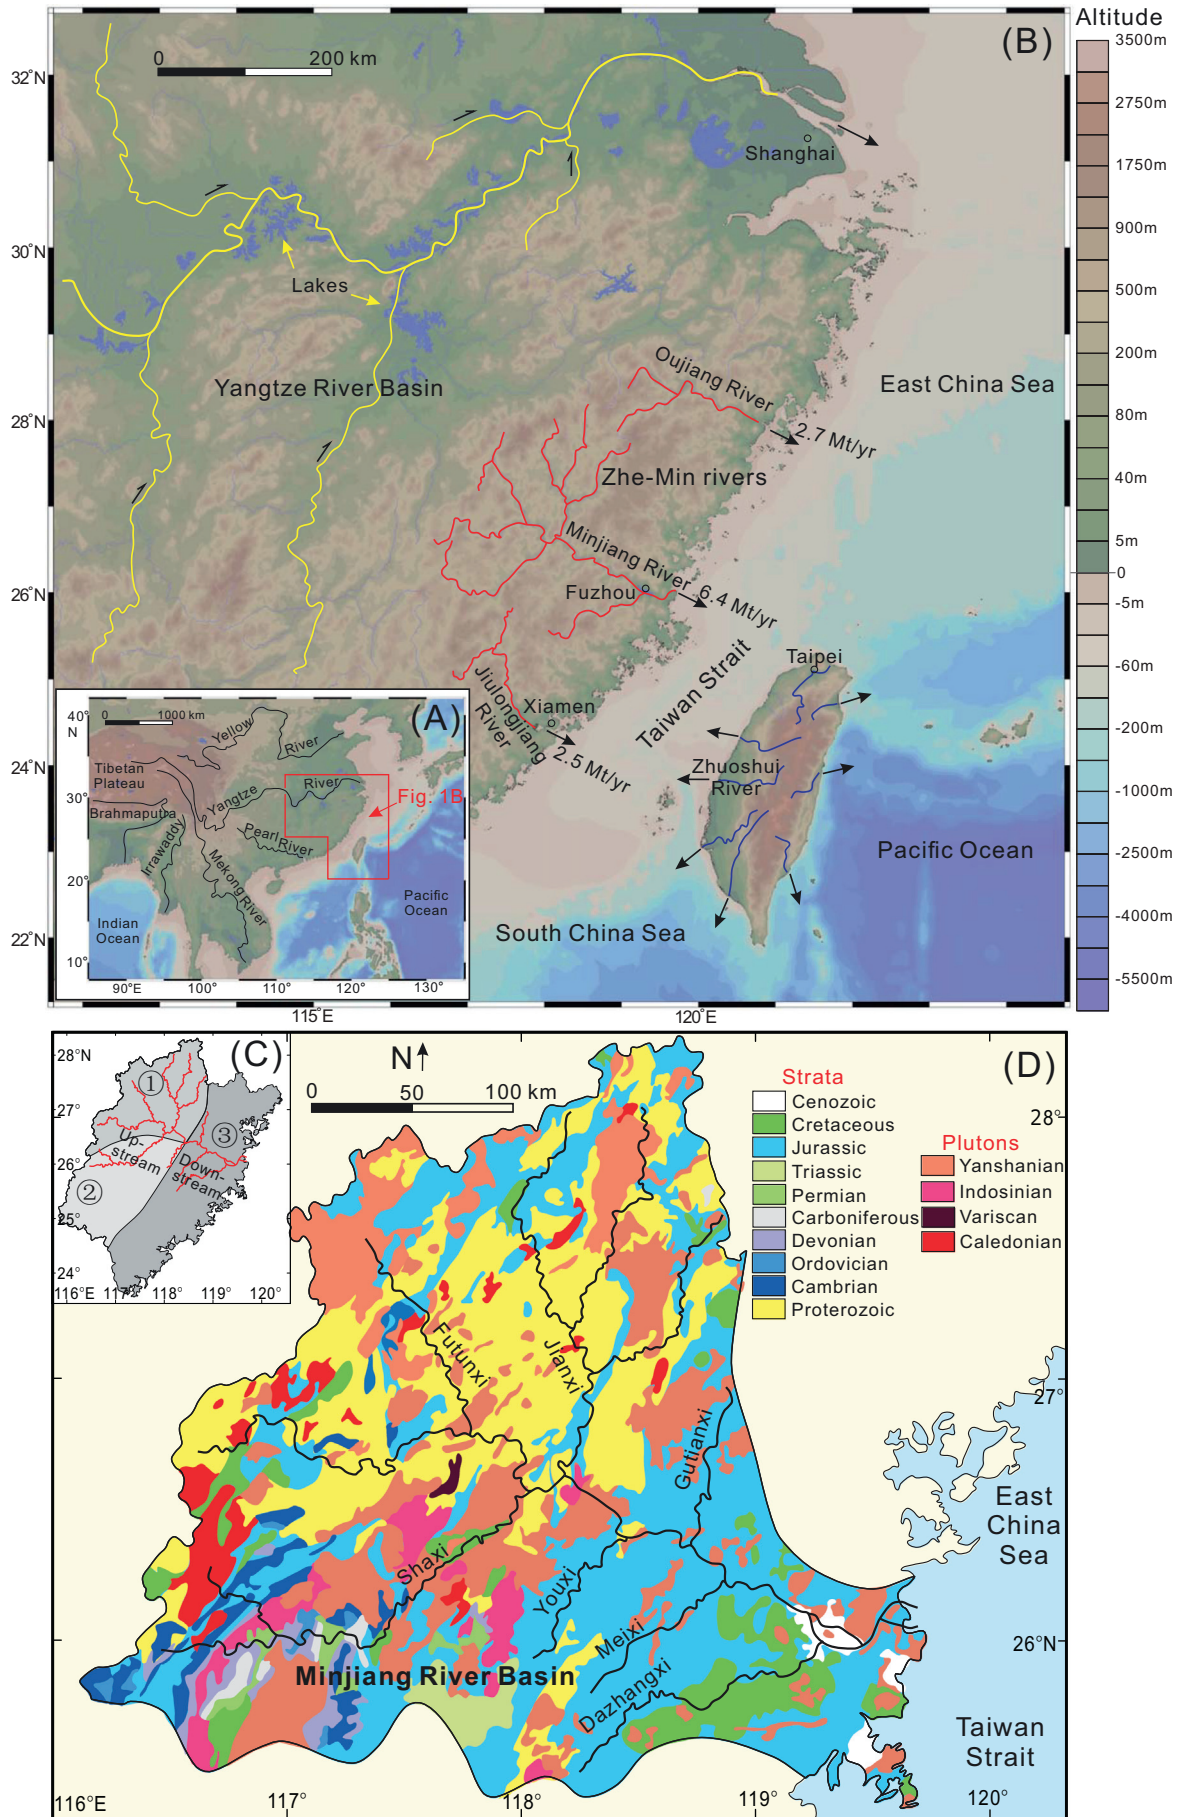 Altitude
(B)
0
200 km
32°N
30°N
28°N
26°N
24°N
22°N
Shanghai
Lakes
Yangtze River Basin
Oujiang River
2.7 Mt/yr
East China Sea
Zhe-Min rivers
Minjiang River
6.4 Mt/yr
Fuzhou
Taiwan Strait
Taipei
Jiulongjiang
River
Xiamen
2.5 Mt/yr
Zhuoshui
River
Pacific Ocean
South China Sea
115°E
120°E
3500m
2750m
1750m
900m
500m
200m
80m
40m
5m
0
-5m
-60m
-200m
-1000m
-2500m
-4000m
-5500m
(A)
0
1000 km
40°
N
30°
20°
10°
Yellow
River
Tibetan
Plateau
Brahmaputra
Yangtze
River
Fig. 1B
Irrawaddy
Pearl River
Mekong River
Indian
Ocean
Pacific
Ocean
90°E
100°
110°
120°
130°
(C)
28°N
27°
26°
25°
24°
①
②
③
Up-
stream
Down-
stream
116°E
117°
118°
119°
120°
N
0
50
100 km
(D)
Strata
Cenozoic
Cretaceous
Jurassic
Triassic
Permian
Carboniferous
Devonian
Ordovician
Cambrian
Proterozoic
Plutons
Yanshanian
Indosinian
Variscan
Caledonian
28°
27°
26°N
Futunxi
Jianxi
Gutianxi
Shaxi
Youxi
Meixi
Dazhangxi
Minjiang River Basin
East
China
Sea
Taiwan
Strait
116°E
117°
118°
119°
120°